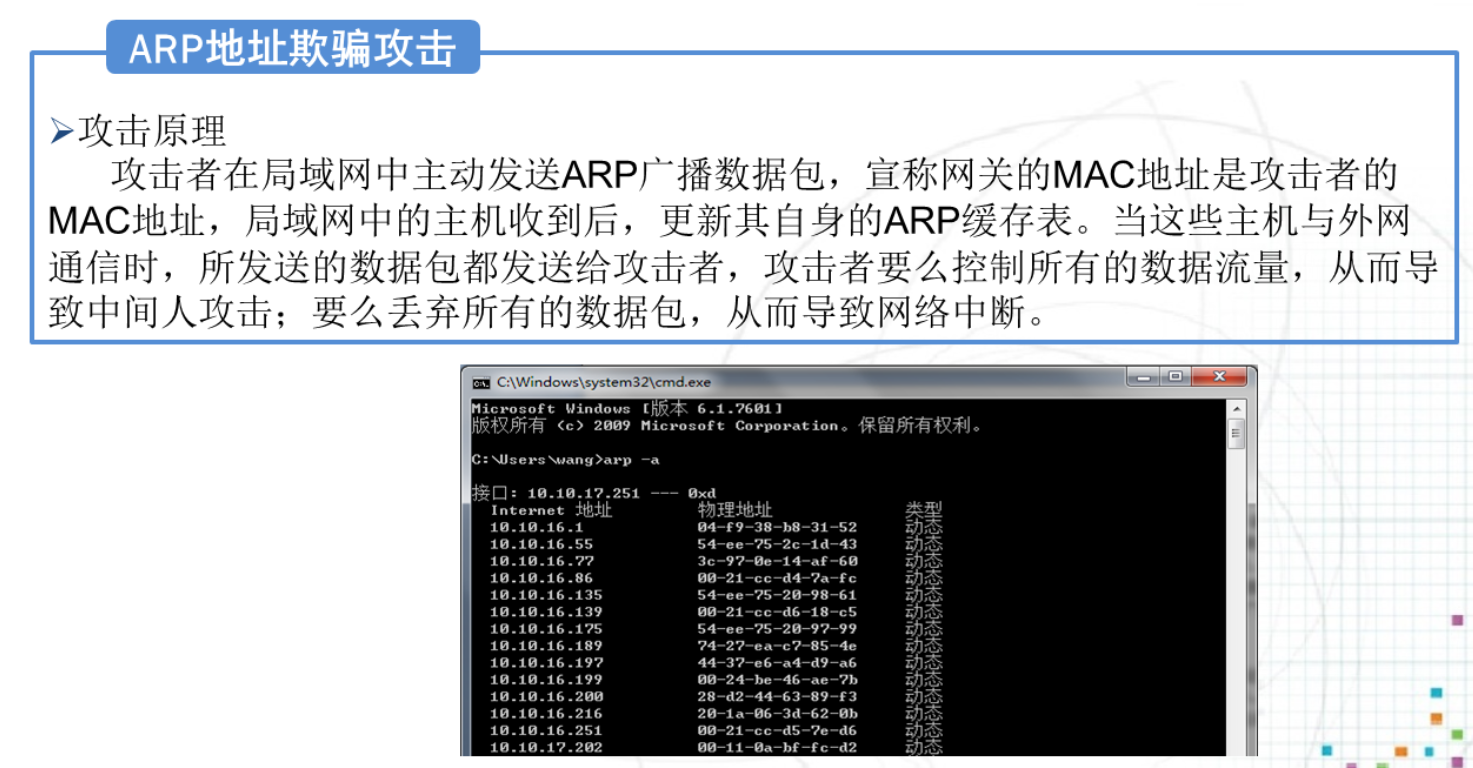 ARP地址欺骗攻击
➢攻击原理
攻击者在局域网中主动发送ARP广播数据包，宣称网关的MAC地址是攻击者的
MAC地址，局域网中的主机收到后，更新其自身的ARP缓存表。当这些主机与外网
通信时，所发送的数据包都发送给攻击者，攻击者要么控制所有的数据流量，从而导
致中间人攻击；要么丢弃所有的数据包，从而导致网络中断。
C:\Windows\system32\cmd.exe
Microsoft Windows [版本 6.1.7601]
版权所有 (c) 2009 Microsoft Corporation。保留所有权利。
C:\Users\wang>arp -a
接口: 10.10.17.251 --- 0xd
Internet 地址 物理地址 类型
10.10.16.1 04-f9-38-b8-31-52 动态
10.10.16.55 54-ee-75-2c-1d-43 动态
10.10.16.77 3c-97-0e-14-af-60 动态
10.10.16.86 00-21-cc-d4-7a-fc 动态
10.10.16.135 54-ee-75-20-98-61 动态
10.10.16.139 00-21-cc-d6-18-c5 动态
10.10.16.175 54-ee-75-20-97-99 动态
10.10.16.189 74-27-ea-c7-85-4e 动态
10.10.16.197 44-37-e6-a4-d9-a6 动态
10.10.16.199 00-24-be-46-ae-7b 动态
10.10.16.200 28-d2-44-63-89-f3 动态
10.10.16.216 20-1a-06-3d-62-0b 动态
10.10.16.251 00-21-cc-d5-7e-d6 动态
10.10.17.202 00-11-0a-bf-fc-d2 动态